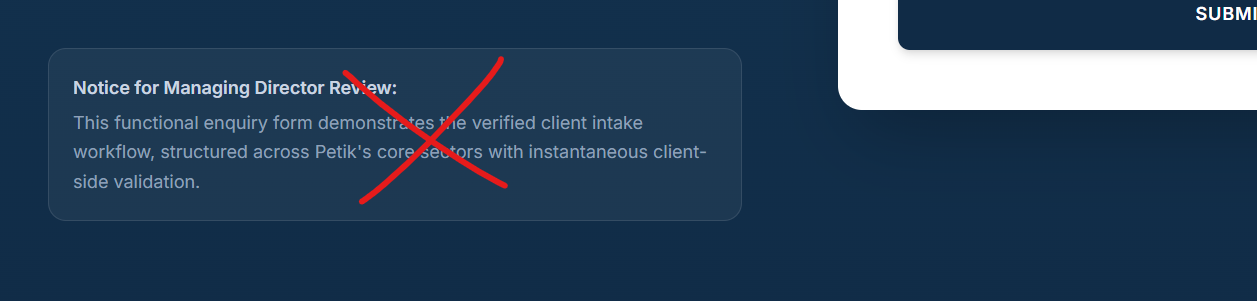 SUBMI
Notice for Managing Director Review:
This functional enquiry form demonstrates the verified client intake
workflow, structured across Petik's core sectors with instantaneous client-
side validation.